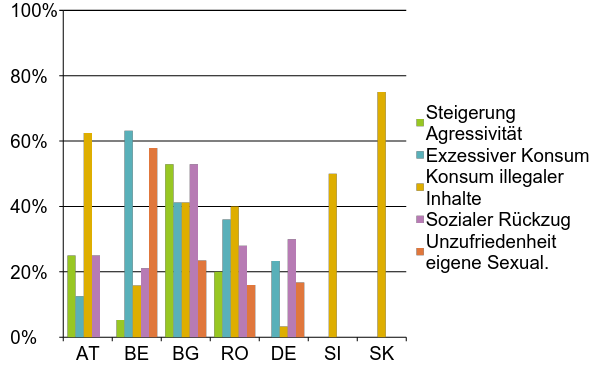 100%
80%
60%
40%
20%
0%
AT BE BG RO DE SI SK
Steigerung
Agressivität
Exzessiver Konsum
Konsum illegaler
Inhalte
Sozialer Rückzug
Unzufriedenheit
eigene Sexual.